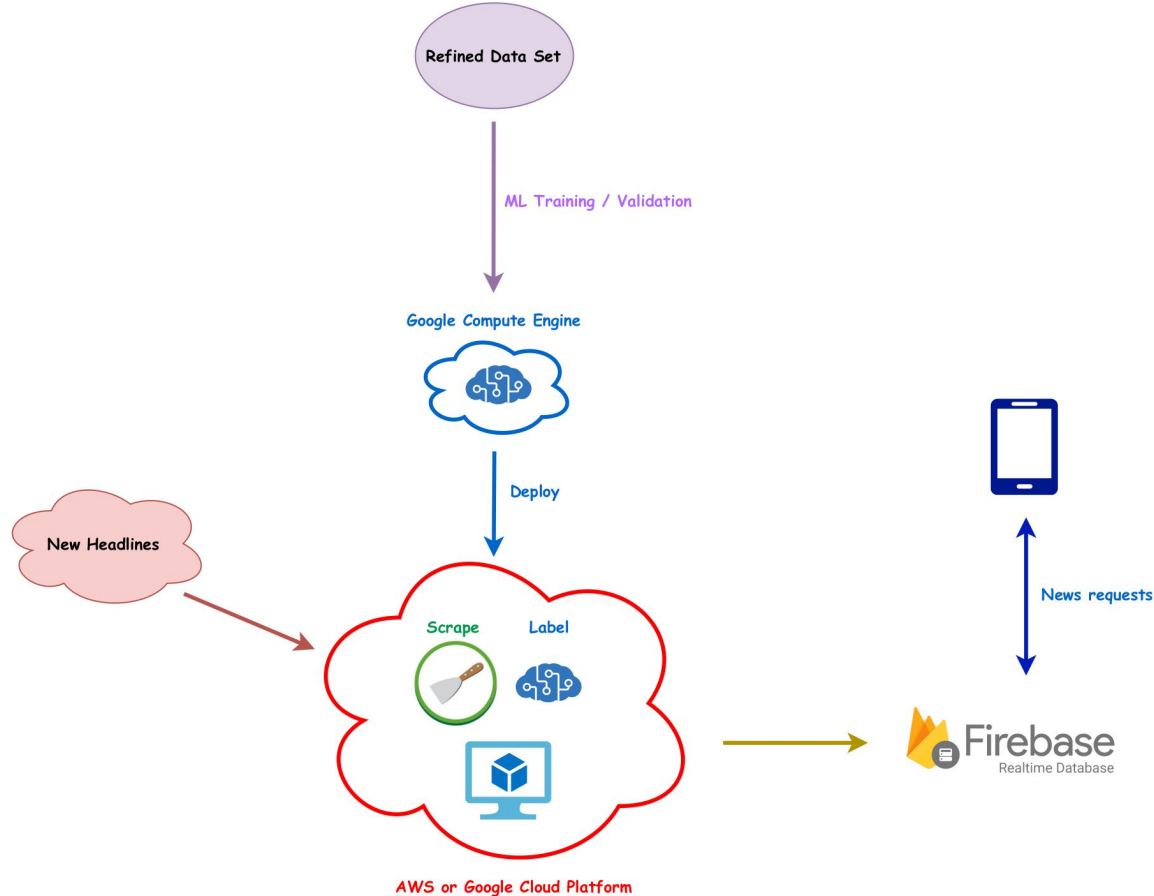 Refined Data Set
ML Training / Validation
Google Compute Engine
Deploy
New Headlines
News requests
Scrape
Label
Firebase
Realtime Database
AWS or Google Cloud Platform